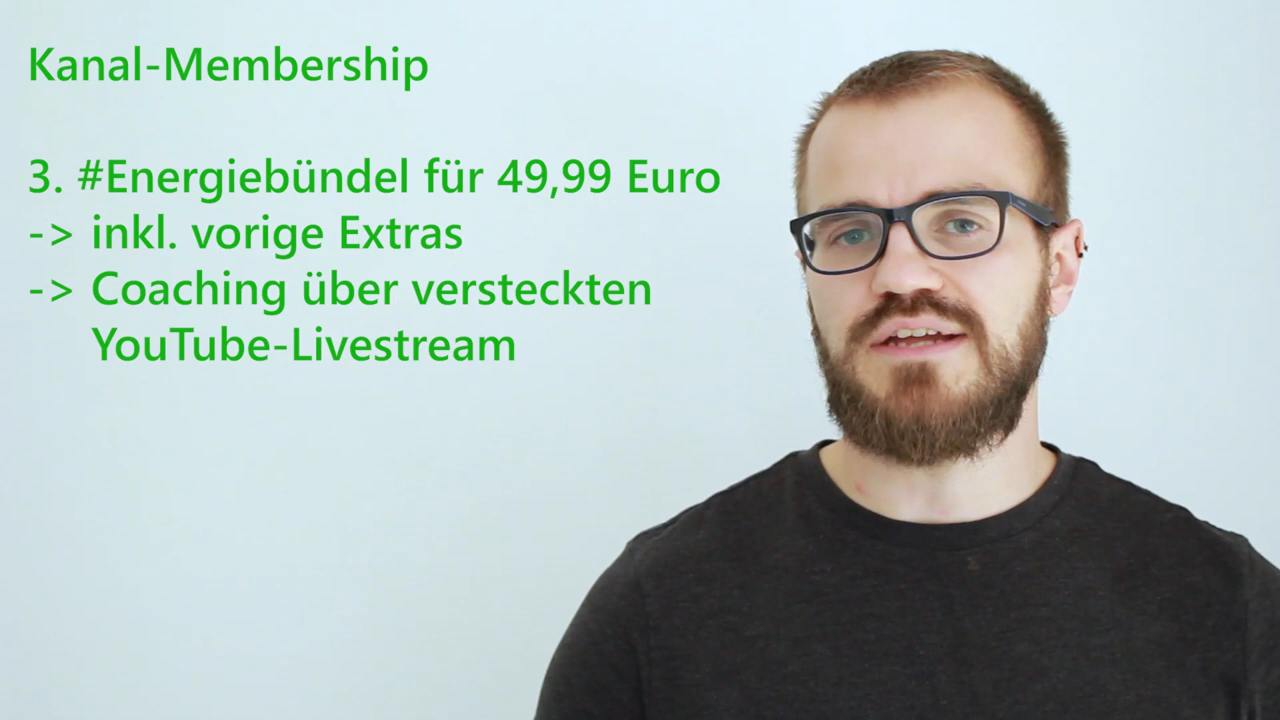 Kanal-Membership
3. #Energiebündel für 49,99 Euro
-> inkl. vorige Extras
-> Coaching über versteckten
YouTube-Livestream